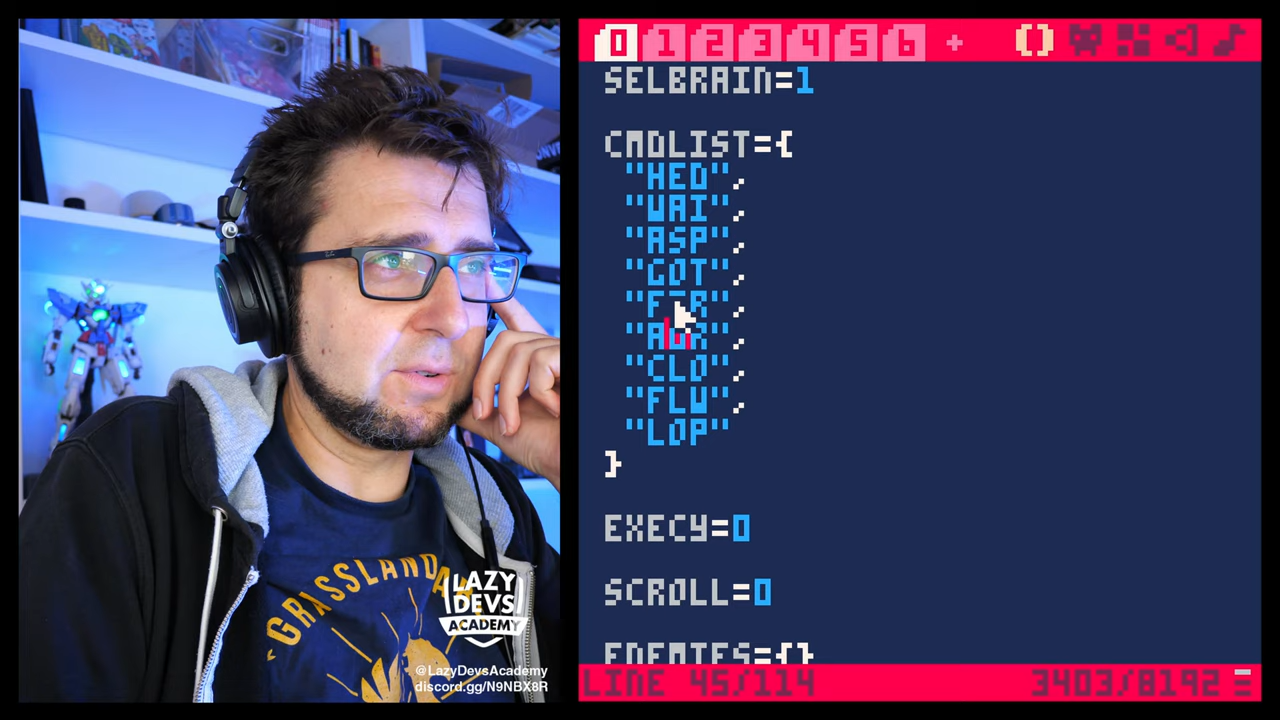 0 1 2 3 4 5 6 +
SELBRAIN=1
CMDLIST={
"HED",
"WAI",
"ASP",
"GOT",
"CLO",
"FLW",
"LOP"
}
EXECY=0
SCROLL=0
ENEMIES={}
LINE 45/114
3403/8192
GRASSLAND
LAZY
DEVS
ACADEMY
@LazyDevsAcademy
discord.gg/N9NBX8R